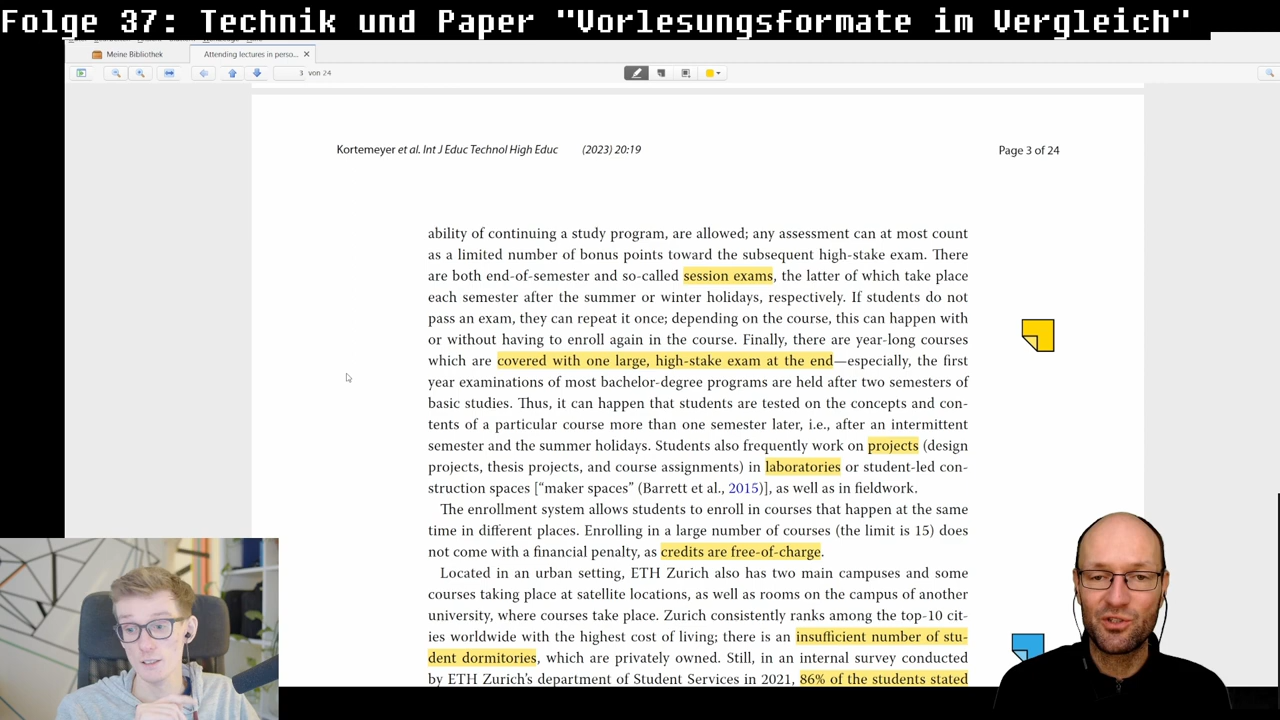 Folge 37: Technik und Paper "Vorlesungsformate im Vergleich"
Meine Bibliothek
Attending lectures in perso...
3 von 24
Kortemeyer et al. Int J Educ Technol High Educ (2023) 20:19
Page 3 of 24
ability of continuing a study program, are allowed; any assessment can at most count
as a limited number of bonus points toward the subsequent high-stake exam. There
are both end-of-semester and so-called session exams, the latter of which take place
each semester after the summer or winter holidays, respectively. If students do not
pass an exam, they can repeat it once; depending on the course, this can happen with
or without having to enroll again in the course. Finally, there are year-long courses
which are covered with one large, high-stake exam at the end—especially, the first
year examinations of most bachelor-degree programs are held after two semesters of
basic studies. Thus, it can happen that students are tested on the concepts and con-
tents of a particular course more than one semester later, i.e., after an intermittent
semester and the summer holidays. Students also frequently work on projects (design
projects, thesis projects, and course assignments) in laboratories or student-led con-
struction spaces [“maker spaces” (Barrett et al., 2015)], as well as in fieldwork.
The enrollment system allows students to enroll in courses that happen at the same
time in different places. Enrolling in a large number of courses (the limit is 15) does
not come with a financial penalty, as credits are free-of-charge.
Located in an urban setting, ETH Zurich also has two main campuses and some
courses taking place at satellite locations, as well as rooms on the campus of another
university, where courses take place. Zurich consistently ranks among the top-10 cit-
ies worldwide with the highest cost of living; there is an insufficient number of stu-
dent dormitories, which are privately owned. Still, in an internal survey conducted
by ETH Zurich’s department of Student Services in 2021, 86% of the students stated